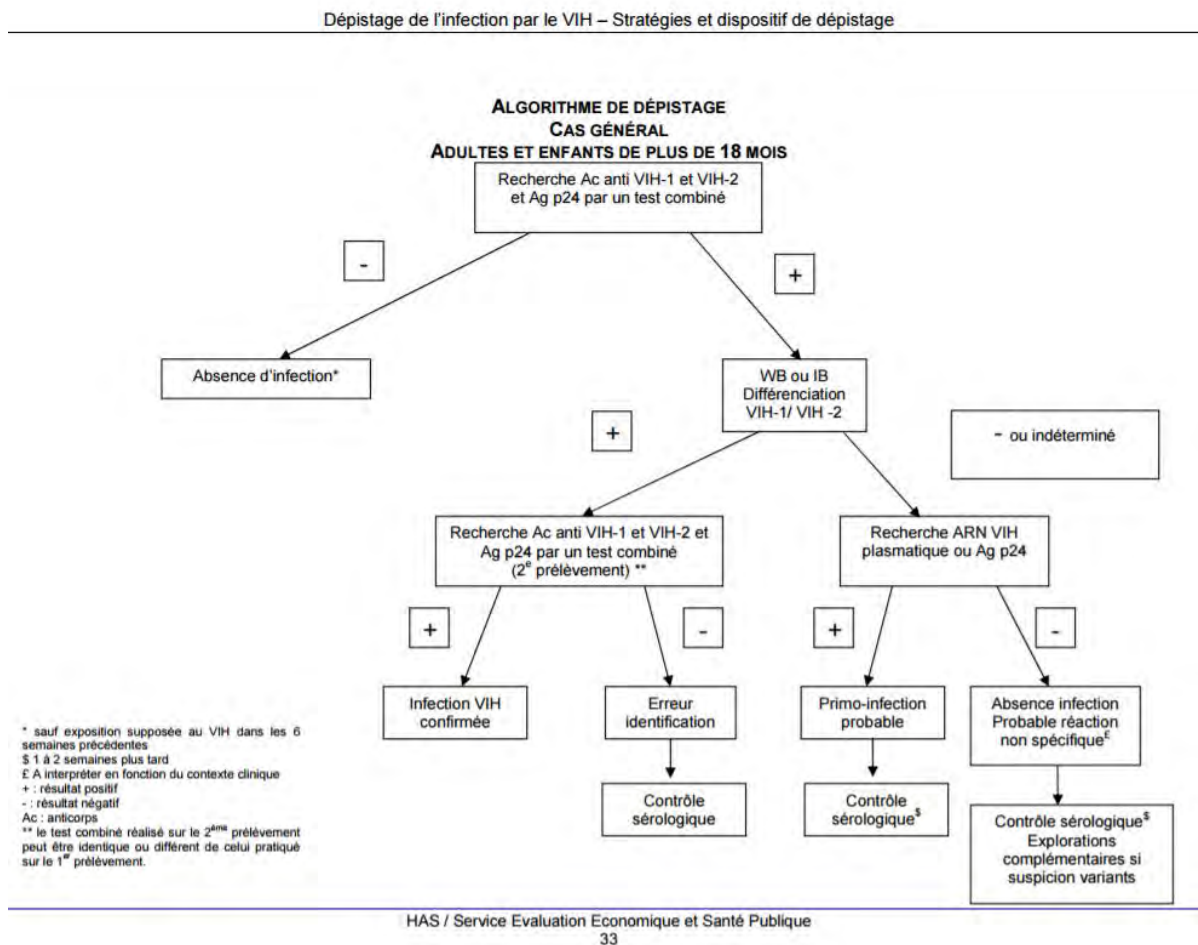 Dépistage de l'infection par le VIH – Stratégies et dispositif de dépistage
ALGORITHME DE DÉPISTAGE
CAS GÉNÉRAL
ADULTES ET ENFANTS DE PLUS DE 18 MOIS
Recherche Ac anti VIH-1 et VIH-2
et Ag p24 par un test combiné
-
+
Absence d'infection*
WB ou IB
Différenciation
VIH-1/ VIH -2
- ou indéterminé
+
Recherche Ac anti VIH-1 et VIH-2 et
Ag p24 par un test combiné
(2e prélèvement) **
Recherche ARN VIH
plasmatique ou Ag p24
+
-
+
-
Infection VIH
confirmée
Erreur
identification
Primo-infection
probable
Absence infection
Probable réaction
non spécifique£
Contrôle
sérologique
Contrôle
sérologique$
Contrôle sérologique$
Explorations
complémentaires si
suspicion variants
* sauf exposition supposée au VIH dans les 6
semaines précédentes
$ 1 à 2 semaines plus tard
£ A interpréter en fonction du contexte clinique
+ : résultat positif
- : résultat négatif
Ac : anticorps
** le test combiné réalisé sur le 2ème prélèvement
peut être identique ou différent de celui pratiqué
sur le 1er prélèvement.
HAS / Service Evaluation Economique et Santé Publique
33